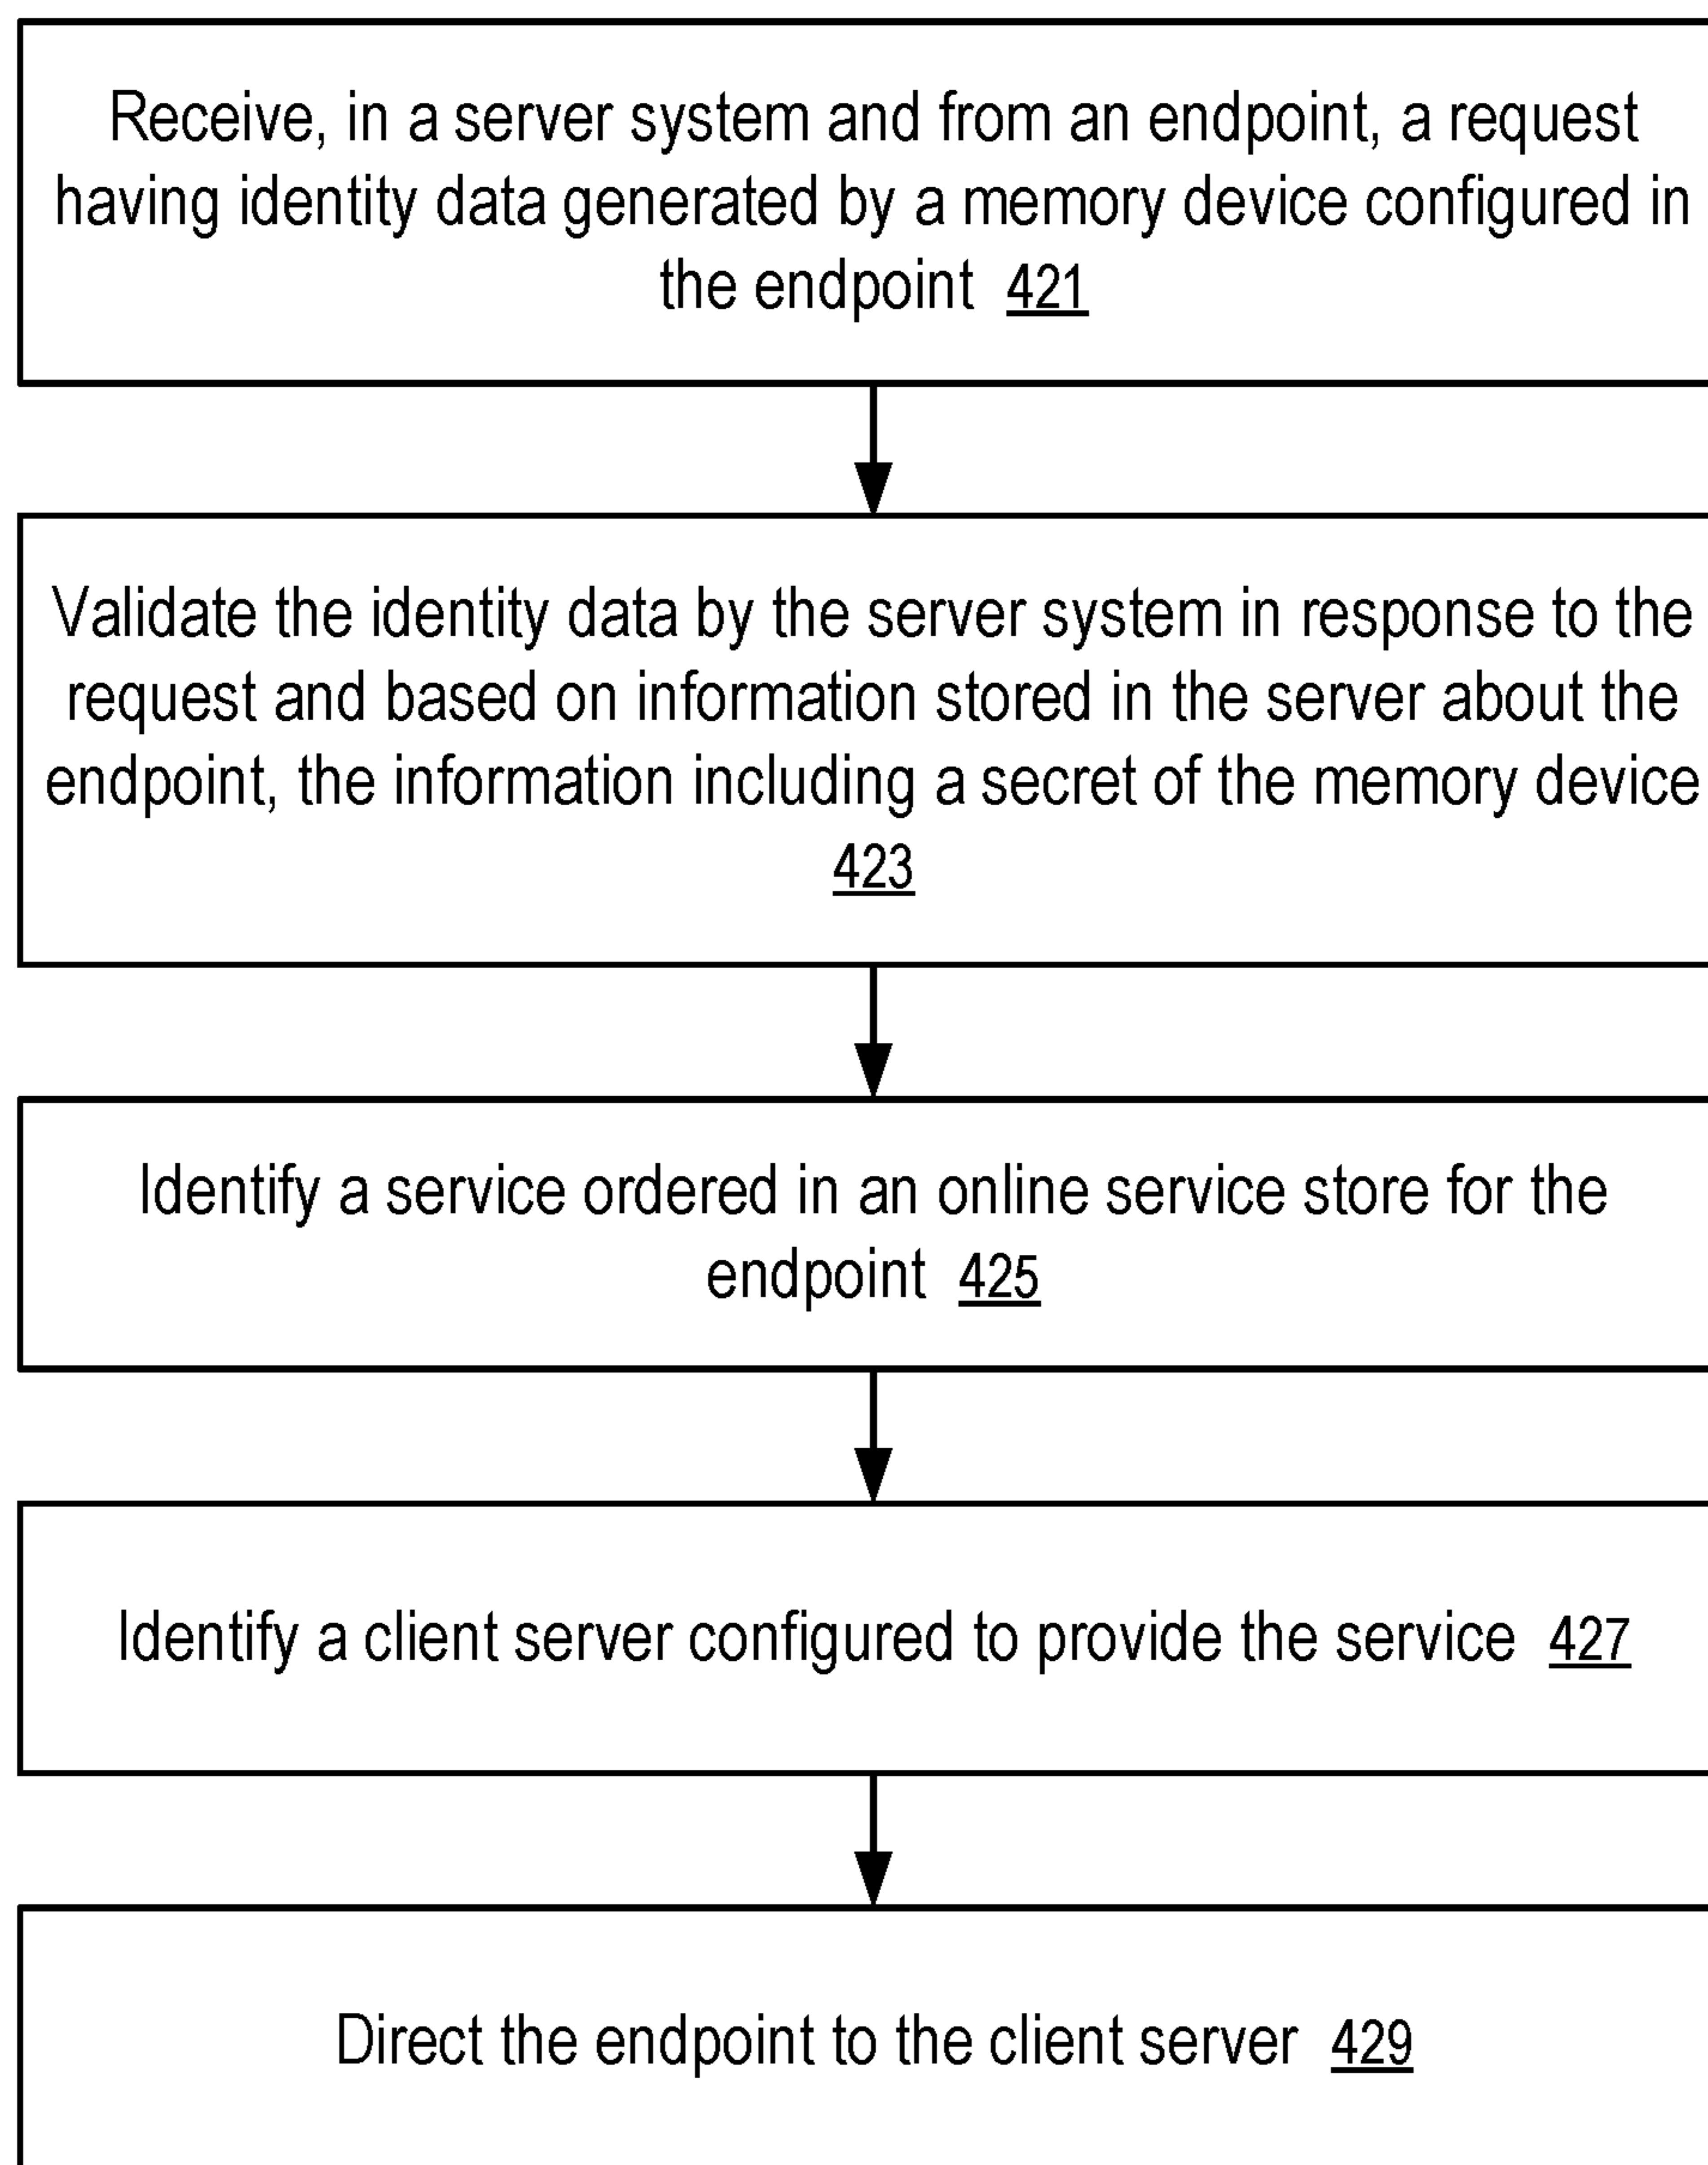 Receive, in a server system and from an endpoint, a request
having identity data generated by a memory device configured in
the endpoint 421
Validate the identity data by the server system in response to the
request and based on information stored in the server about the
endpoint, the information including a secret of the memory device
423
Identify a service ordered in an online service store for the
endpoint 425
Identify a client server configured to provide the service 427
Direct the endpoint to the client server 429